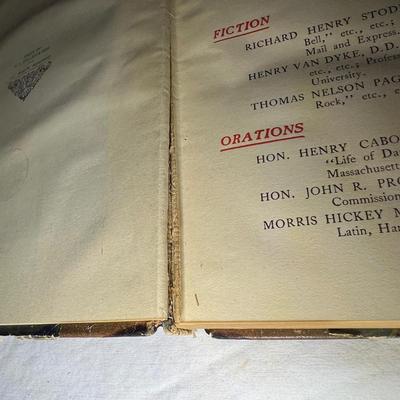 FICTION
RICHARD HENRY STOD
Bell," etc., etc.;
Mail and Express.
HENRY VAN DYKE, D.D.
etc., etc.; Profes
University.
THOMAS NELSON PAG
Rock," etc., e
ORATIONS
HON. HENRY CABO
"Life of Da
Massachusett
HON. JOHN R. PRO
Commission
MORRIS HICKEY M
Latin, Har